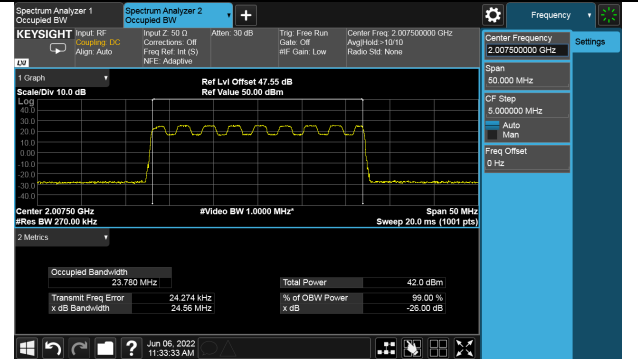 Spectrum Analyzer 1
Occupied BW
Spectrum Analyzer 2
Occupied BW
+
Frequency
KEYSIGHT
LXI
Input: RF
Coupling: DC
Align: Auto
Input Z: 50 Ω
Corrections: Off
Freq Ref: Int (S)
NFE: Adaptive
Atten: 30 dB
Trig: Free Run
Gate: Off
#IF Gain: Low
Center Freq: 2.007500000 GHz
Avg|Hold:>10/10
Radio Std: None
Center Frequency
2.007500000 GHz
Settings
Span
50.000 MHz
CF Step
5.000000 MHz
Auto
Man
Freq Offset
0 Hz
1 Graph
Scale/Div 10.0 dB
Ref Lvl Offset 47.55 dB
Ref Value 50.00 dBm
Log
40.0
30.0
20.0
10.0
0.00
-10.0
-20.0
-30.0
-40.0
Center 2.00750 GHz
#Res BW 270.00 kHz
#Video BW 1.0000 MHz*
Span 50 MHz
Sweep 20.0 ms (1001 pts)
2 Metrics
Occupied Bandwidth
23.780 MHz
Transmit Freq Error 24.274 kHz
x dB Bandwidth 24.56 MHz
Total Power 42.0 dBm
% of OBW Power 99.00 %
x dB -26.00 dB
?
Jun 06, 2022
11:33:33 AM